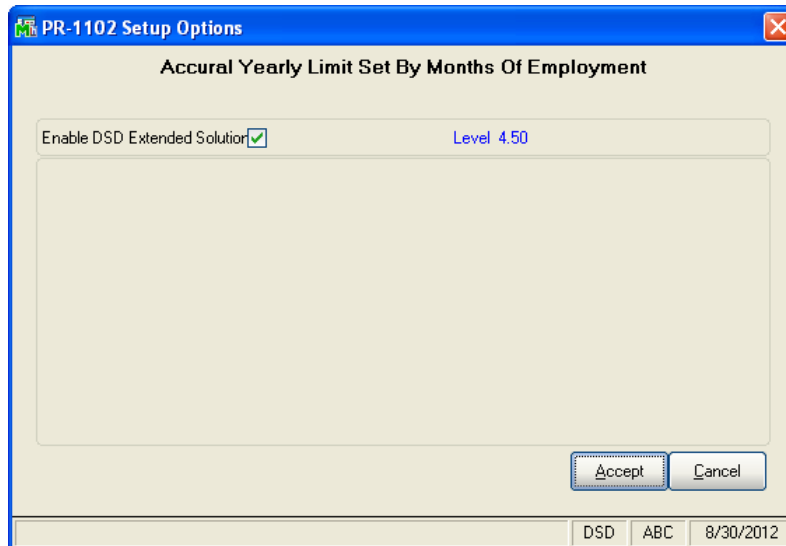 PR-1102 Setup Options
Accural Yearly Limit Set By Months Of Employment
Enable DSD Extended Solution Level 4.50
Accept Cancel
DSD ABC 8/30/2012